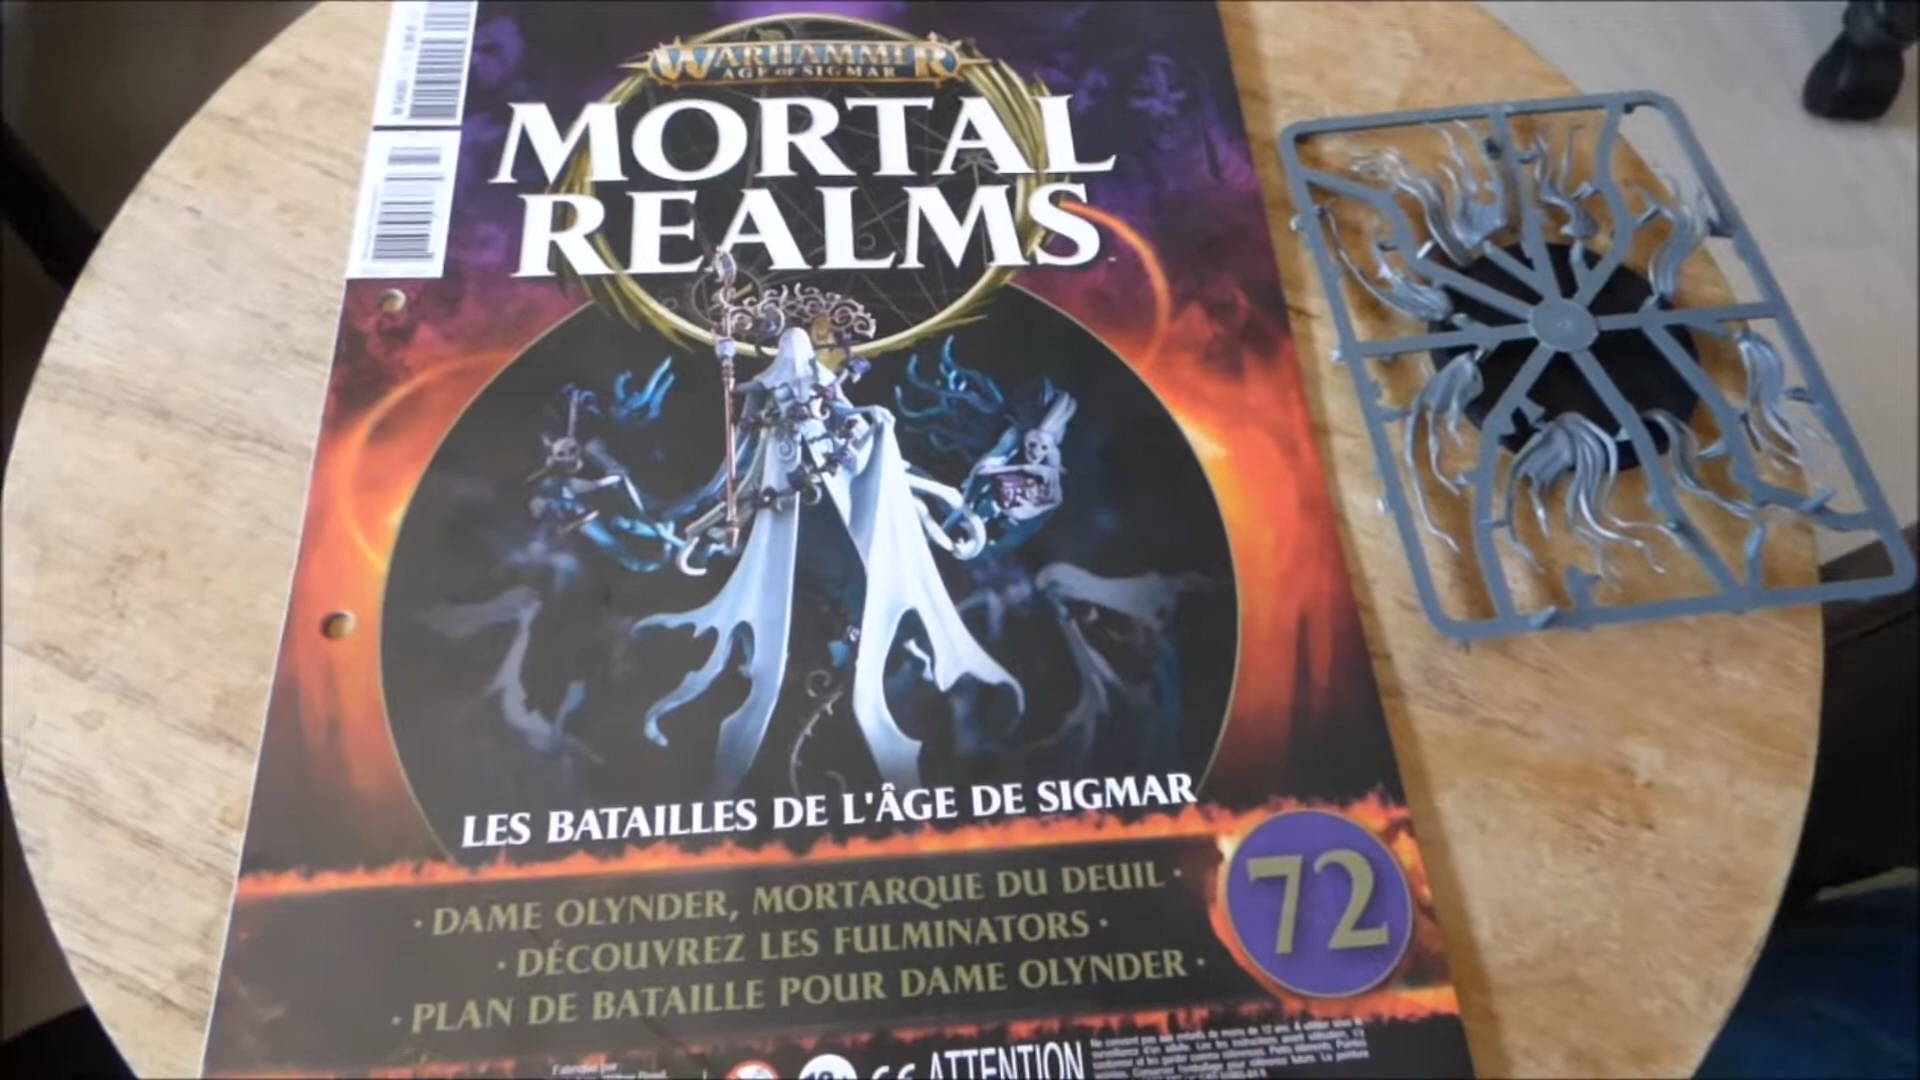 WARHAMMER
AGE OF SIGMAR
MORTAL
REALMS
LES BATAILLES DE L'ÂGE DE SIGMAR
· DAME OLYNDER, MORTARQUE DU DEUIL ·
· DÉCOUVREZ LES FULMINATORS ·
· PLAN DE BATAILLE POUR DAME OLYNDER ·
72
ATTENTION